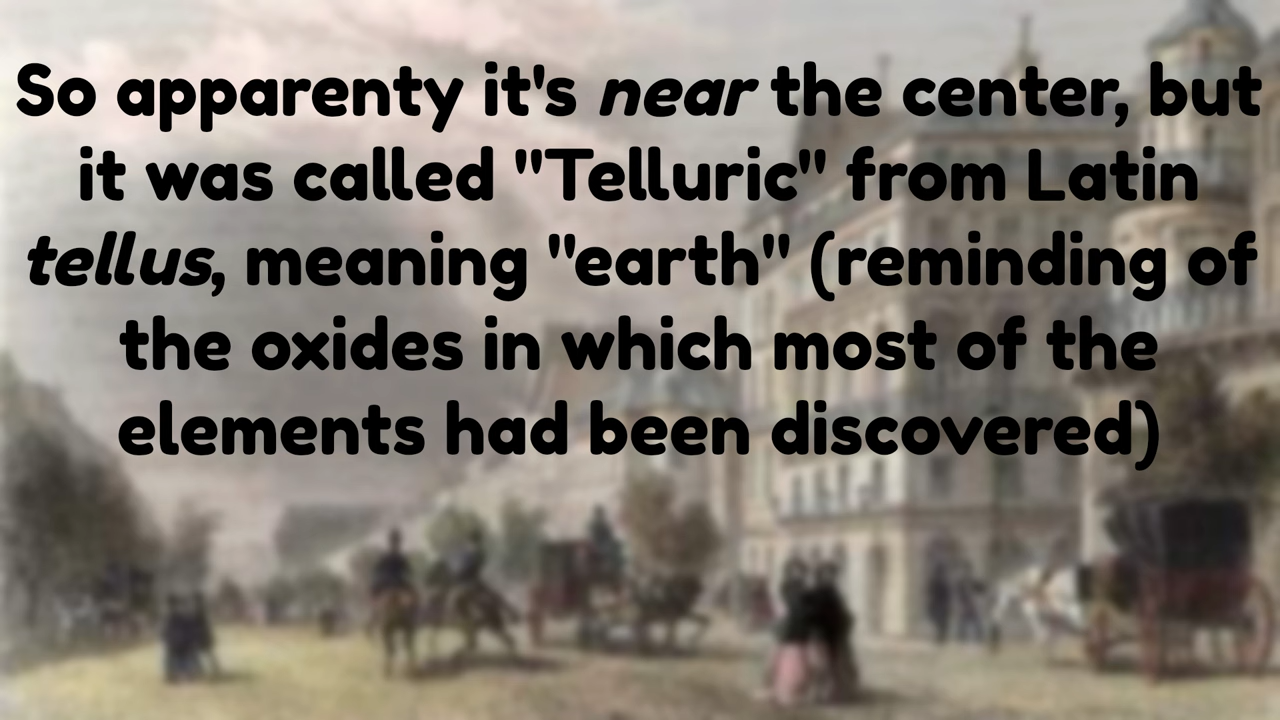 So apparenty it's near the center, but
it was called "Telluric" from Latin
tellus, meaning "earth" (reminding of
the oxides in which most of the
elements had been discovered)